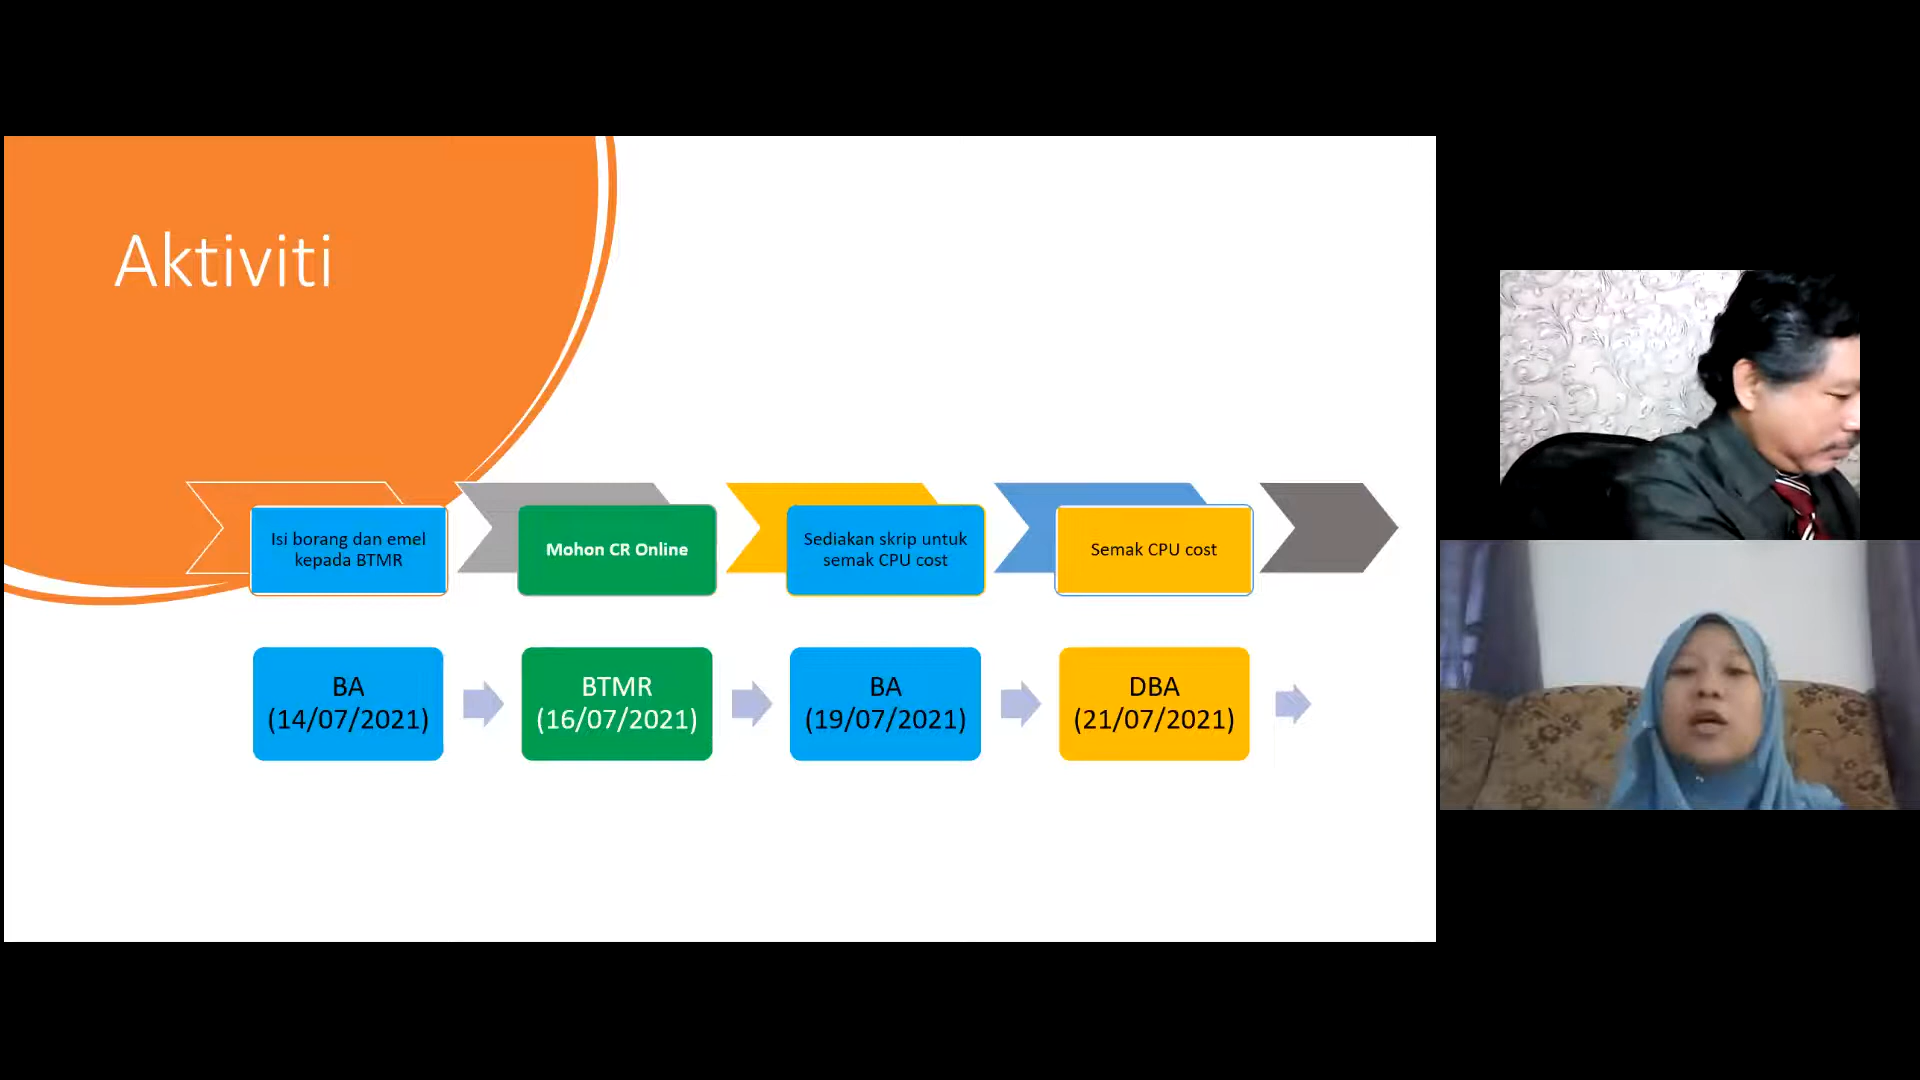 Aktiviti
Isi borang dan emel
kepada BTMR
Mohon CR Online
Sediakan skrip untuk
semak CPU cost
Semak CPU cost
BA
(14/07/2021)
BTMR
(16/07/2021)
BA
(19/07/2021)
DBA
(21/07/2021)